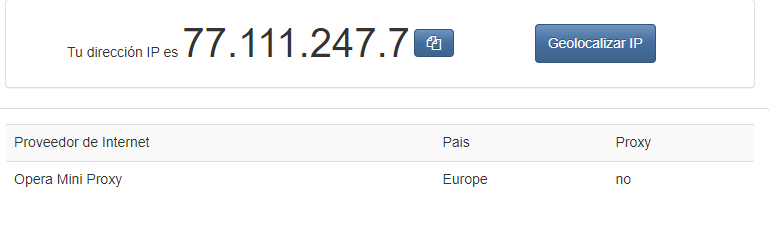 Tu dirección IP es 77.111.247.7 Geolocalizar IP
Proveedor de Internet Pais Proxy
Opera Mini Proxy Europe no